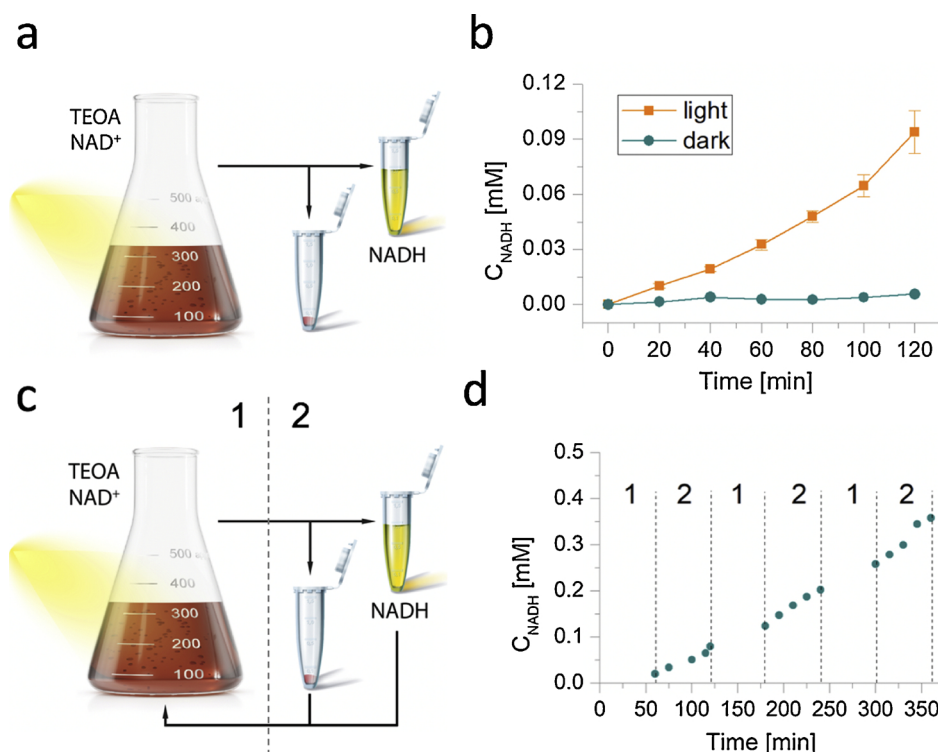 a
TEOA
NAD⁺
500
400
300
200
100
NADH
b
0.12
0.09
0.06
0.03
0.00
C_NADH [mM]
light
dark
0 20 40 60 80 100 120
Time [min]
c
1 2
TEOA
NAD⁺
500
400
300
200
100
NADH
d
0.5
0.4
0.3
0.2
0.1
0.0
C_NADH [mM]
1 2 1 2 1 2
0 50 100 150 200 250 300 350
Time [min]